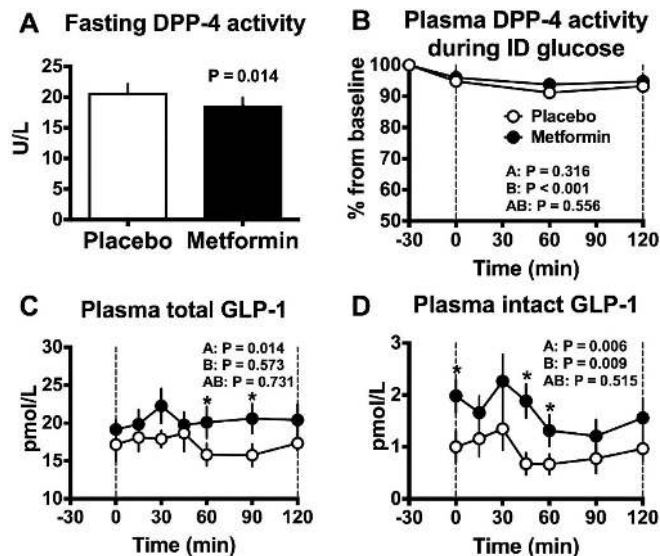 A Fasting DPP-4 activity
P = 0.014
U/L
25
20
15
10
5
0
Placebo Metformin
B Plasma DPP-4 activity
during ID glucose
% from baseline
100
90
80
70
60
50
Placebo
Metformin
A: P = 0.316
B: P < 0.001
AB: P = 0.556
-30 0 30 60 90 120
Time (min)
C Plasma total GLP-1
pmol/L
30
25
20
15
10
A: P = 0.014
B: P = 0.573
AB: P = 0.731
* *
-30 0 30 60 90 120
Time (min)
D Plasma intact GLP-1
pmol/L
3
2
1
0
A: P = 0.006
B: P = 0.009
AB: P = 0.515
* * *
-30 0 30 60 90 120
Time (min)